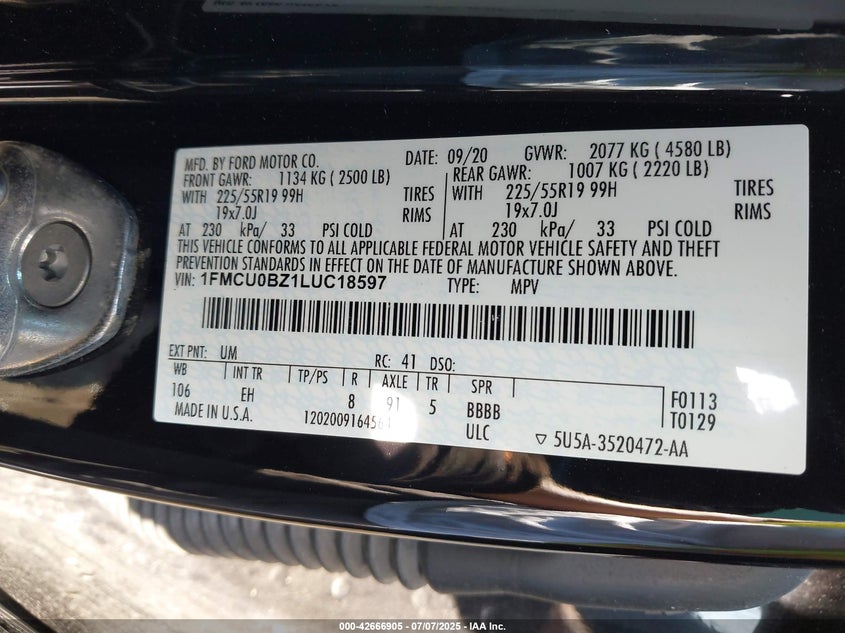 MFD. BY FORD MOTOR CO. DATE: 09/20 GVWR: 2077 KG ( 4580 LB)
FRONT GAWR: 1134 KG ( 2500 LB) REAR GAWR: 1007 KG ( 2220 LB)
WITH 225/55R19 99H TIRES WITH 225/55R19 99H TIRES
19x7.0J RIMS 19x7.0J RIMS
AT 230 kPa/ 33 PSI COLD AT 230 kPa/ 33 PSI COLD
THIS VEHICLE CONFORMS TO ALL APPLICABLE FEDERAL MOTOR VEHICLE SAFETY AND THEFT
PREVENTION STANDARDS IN EFFECT ON THE DATE OF MANUFACTURE SHOWN ABOVE.
VIN: 1FMCU0BZ1LUC18597 TYPE: MPV
EXT PNT: UM RC: 41 DSO:
WB INT TR TP/PS R AXLE TR SPR
106 EH 8 91 5 BBBB F0113
ULC T0129
MADE IN U.S.A. ▽ 5U5A-3520472-AA
000-42666905 - 07/07/2025 - IAA Inc.